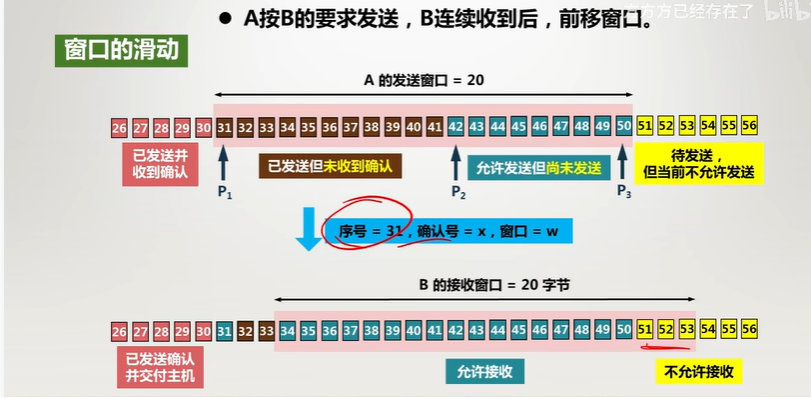 方方已经存在了 bilibi
● A按B的要求发送，B连续收到后，前移窗口。
窗口的滑动
A 的发送窗口 = 20
26 27 28 29 30 31 32 33 34 35 36 37 38 39 40 41 42 43 44 45 46 47 48 49 50 51 52 53 54 55 56
已发送并
收到确认
P1
已发送但未收到确认
P2
允许发送但尚未发送
P3
待发送，
但当前不允许发送
序号 = 31，确认号 = x，窗口 = w
B 的接收窗口 = 20 字节
26 27 28 29 30 31 32 33 34 35 36 37 38 39 40 41 42 43 44 45 46 47 48 49 50 51 52 53 54 55 56
已发送确认
并交付主机
允许接收
不允许接收